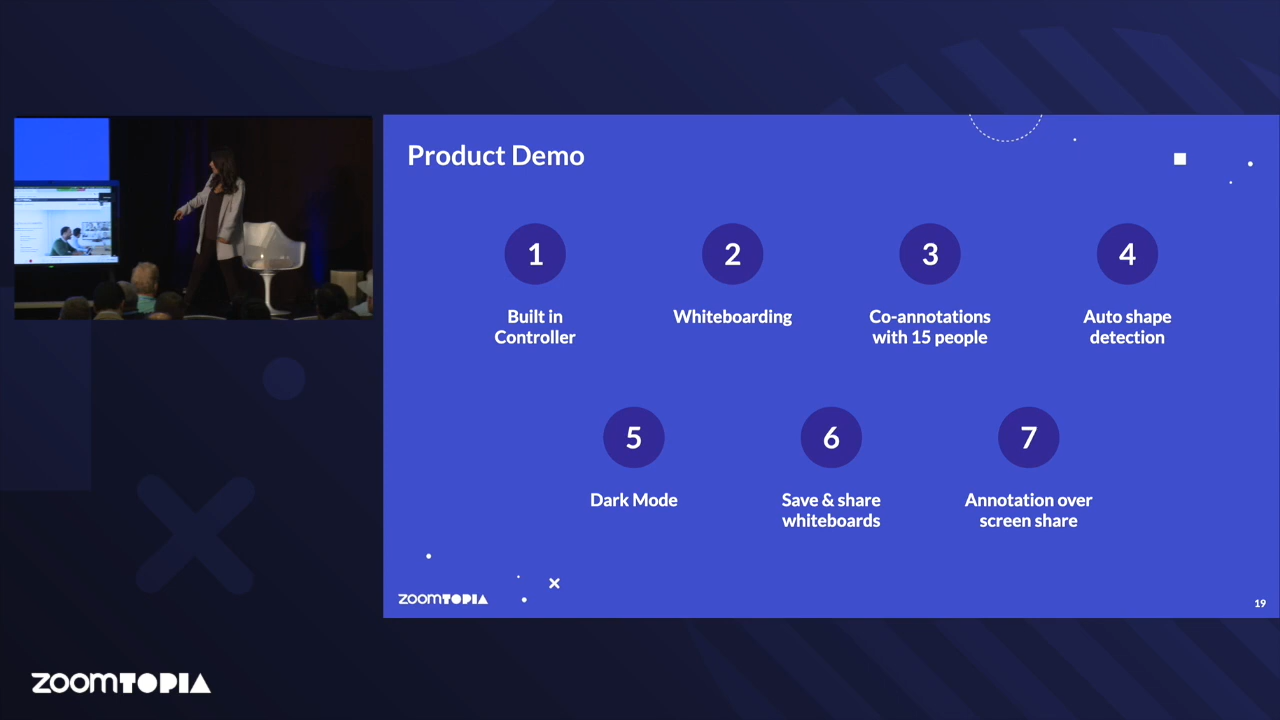 Product Demo
1
2
3
4
Built in
Controller
Whiteboarding
Co-annotations
with 15 people
Auto shape
detection
5
6
7
Dark Mode
Save & share
whiteboards
Annotation over
screen share
zoomTOPIA
19
zoomTOPIA